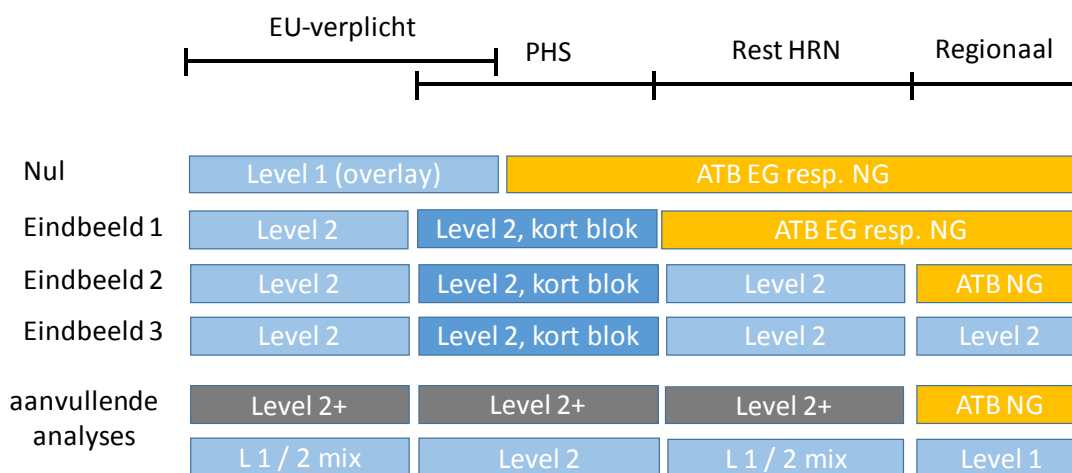 EU-verplicht
PHS
Rest HRN
Regionaal
Nul
Level 1 (overlay)
ATB EG resp. NG
Eindbeeld 1
Level 2
Level 2, kort blok
ATB EG resp. NG
Eindbeeld 2
Level 2
Level 2, kort blok
Level 2
ATB NG
Eindbeeld 3
Level 2
Level 2, kort blok
Level 2
Level 2
aanvullende
analyses
Level 2+
Level 2+
Level 2+
ATB NG
L 1 / 2 mix
Level 2
L 1 / 2 mix
Level 1